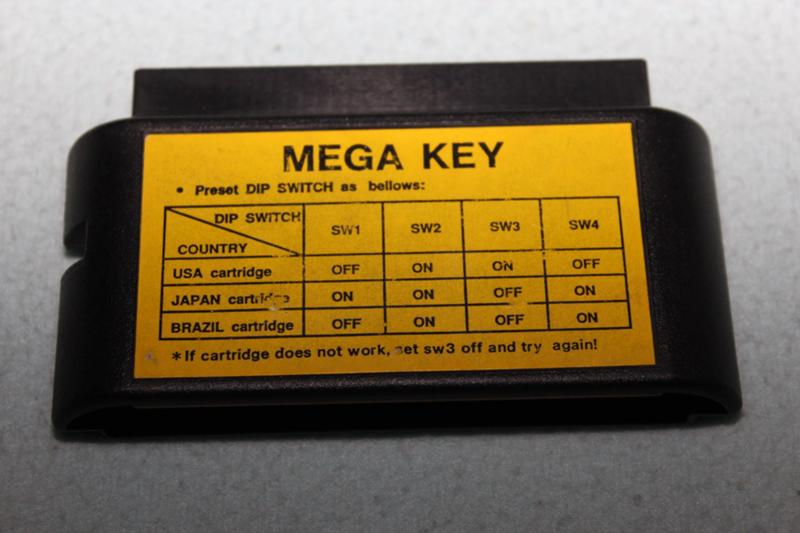 MEGA KEY
• Preset DIP SWITCH as bellows:
DIP SWITCH SW1 SW2 SW3 SW4
COUNTRY
USA cartridge OFF ON ON OFF
JAPAN cartridge ON ON OFF ON
BRAZIL cartridge OFF ON OFF ON
*If cartridge does not work, set sw3 off and try again!